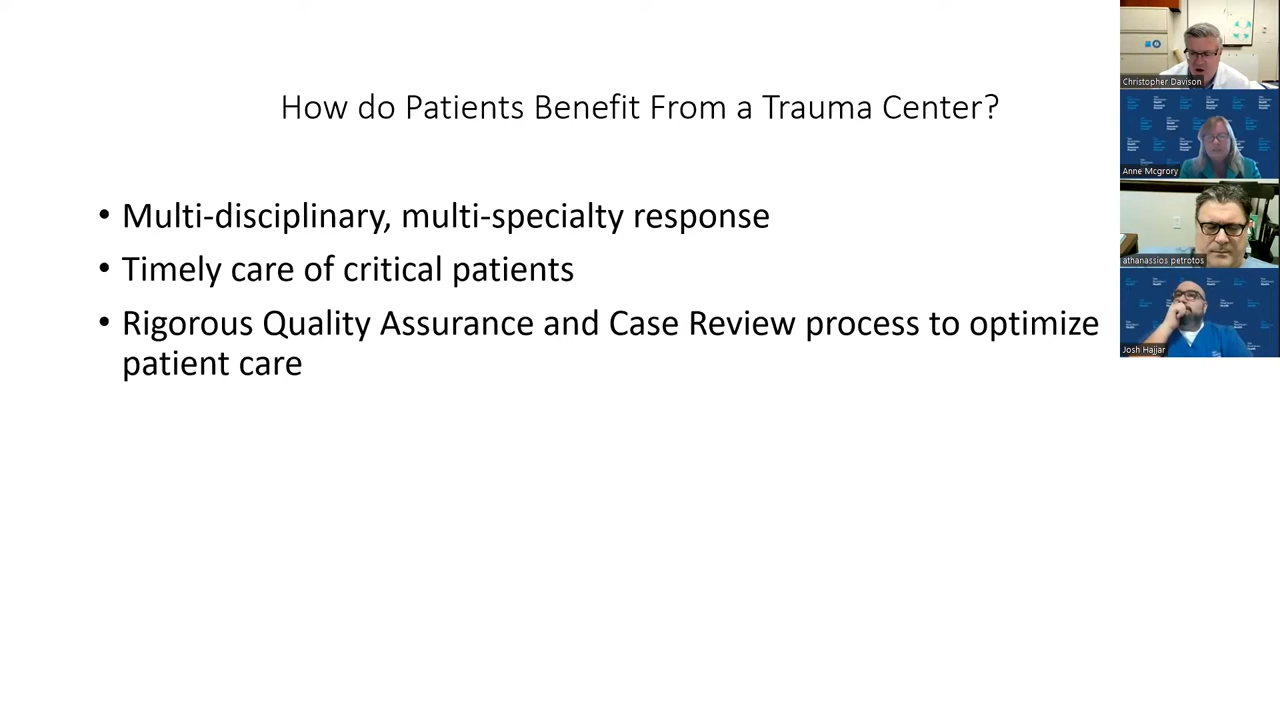 How do Patients Benefit From a Trauma Center?
• Multi-disciplinary, multi-specialty response
• Timely care of critical patients
• Rigorous Quality Assurance and Case Review process to optimize
patient care
Christopher Davison
Anne Mcgrory
athanassios petrotos
Josh Hajjar